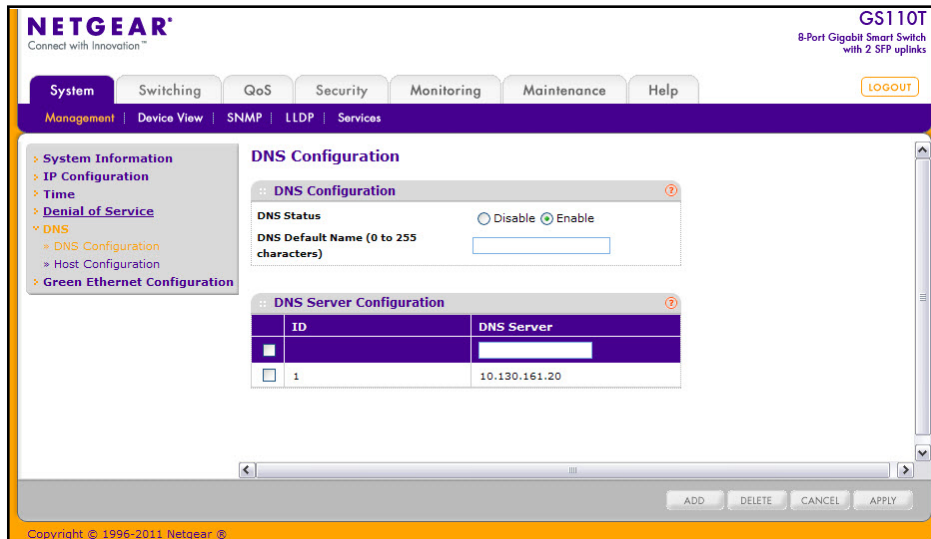 NETGEAR®
Connect with Innovation™
GS110T
8-Port Gigabit Smart Switch
with 2 SFP uplinks
System
Switching
QoS
Security
Monitoring
Maintenance
Help
LOGOUT
Management | Device View | SNMP | LLDP | Services
System Information
IP Configuration
Time
Denial of Service
DNS
» DNS Configuration
» Host Configuration
Green Ethernet Configuration
DNS Configuration
DNS Configuration
DNS Status
Disable
Enable
DNS Default Name (0 to 255
characters)
DNS Server Configuration
ID
DNS Server
1
10.130.161.20
ADD
DELETE
CANCEL
APPLY
Copyright © 1996-2011 Netgear ®